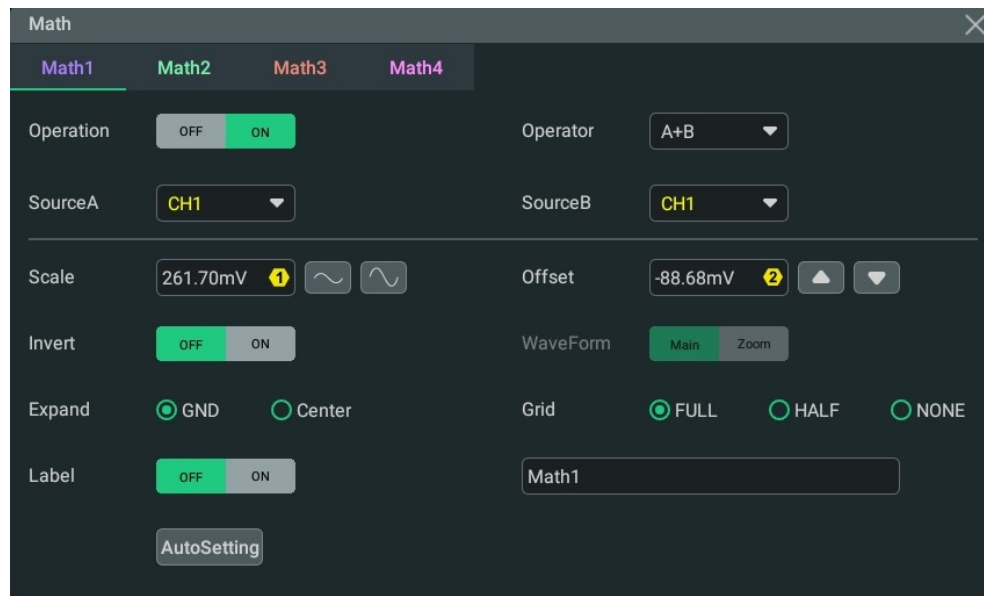 Math
Math1 Math2 Math3 Math4
Operation OFF ON Operator A+B
SourceA CH1 SourceB CH1
Scale 261.70mV 1 Offset -88.68mV 2
Invert OFF ON WaveForm Main Zoom
Expand GND Center Grid FULL HALF NONE
Label OFF ON Math1
AutoSetting